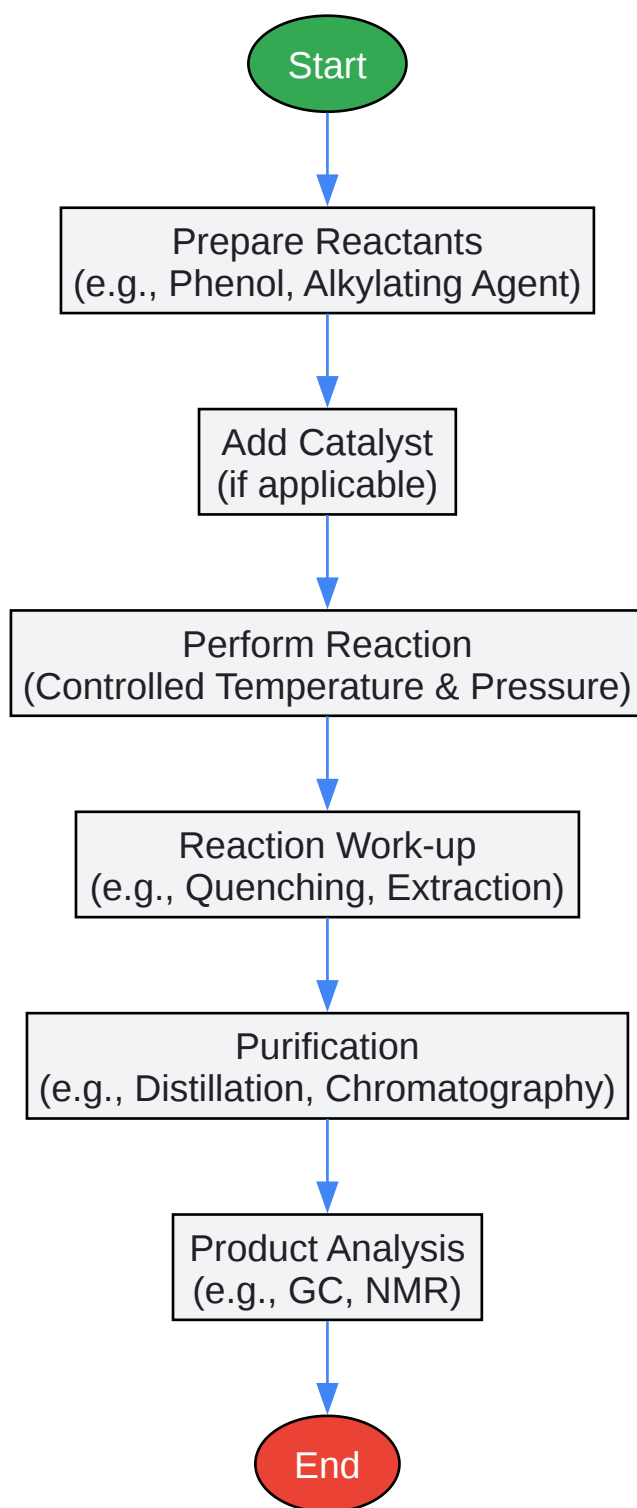 Start
Prepare Reactants
(e.g., Phenol, Alkylating Agent)
Add Catalyst
(if applicable)
Perform Reaction
(Controlled Temperature & Pressure)
Reaction Work-up
(e.g., Quenching, Extraction)
Purification
(e.g., Distillation, Chromatography)
Product Analysis
(e.g., GC, NMR)
End